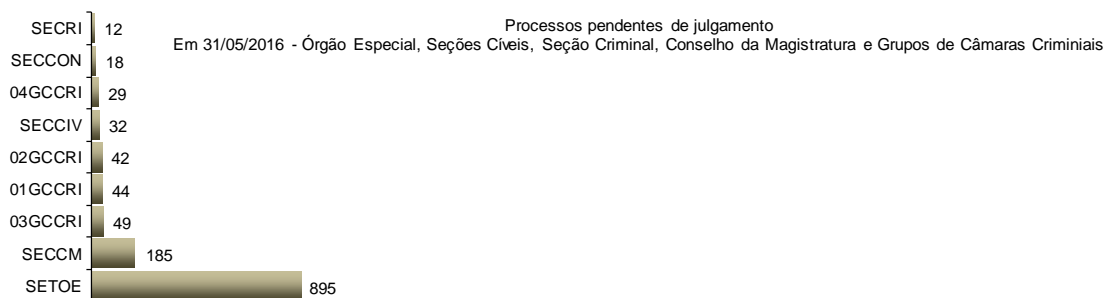 Processos pendentes de julgamento
Em 31/05/2016 - Órgão Especial, Seções Cíveis, Seção Criminal, Conselho da Magistratura e Grupos de Câmaras Criminiais
SECRI 12
SECCON 18
04GCCRI 29
SECCIV 32
02GCCRI 42
01GCCRI 44
03GCCRI 49
SECCM 185
SETOE 895